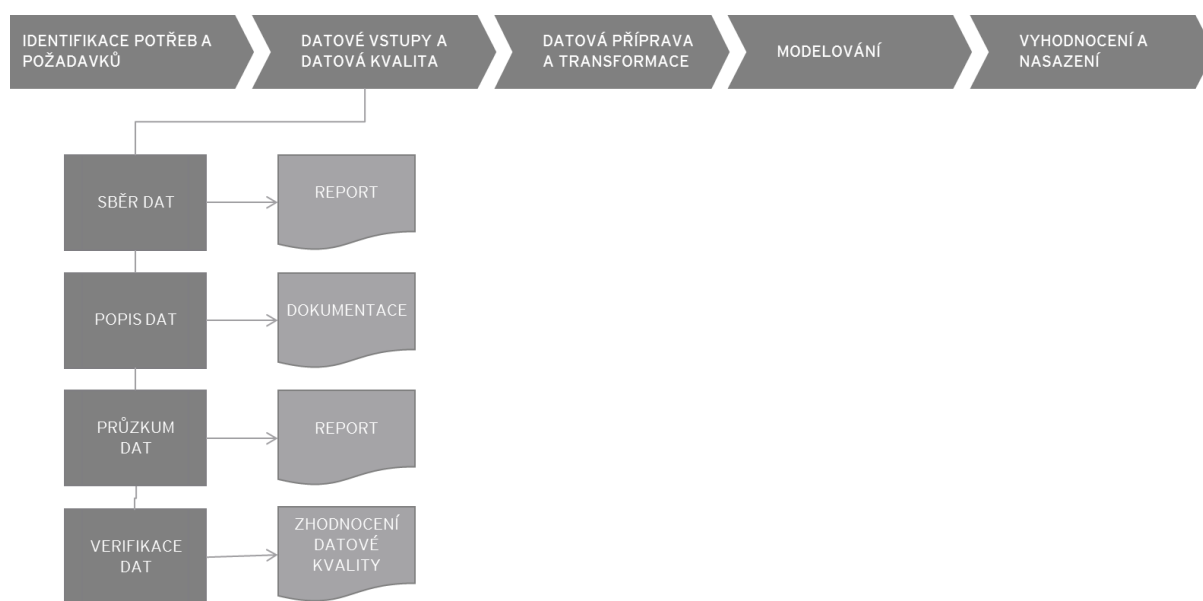 IDENTIFIKACE POTŘEB A
POŽADAVKŮ
DATOVÉ VSTUPY A
DATOVÁ KVALITA
DATOVÁ PŘÍPRAVA
A TRANSFORMACE
MODELOVÁNÍ
VYHODNOCENÍ A
NASAZENÍ
SBĚR DAT
REPORT
POPIS DAT
DOKUMENTACE
PRŮZKUM
DAT
REPORT
VERIFIKACE
DAT
ZHODNOCENÍ
DATOVÉ
KVALITY